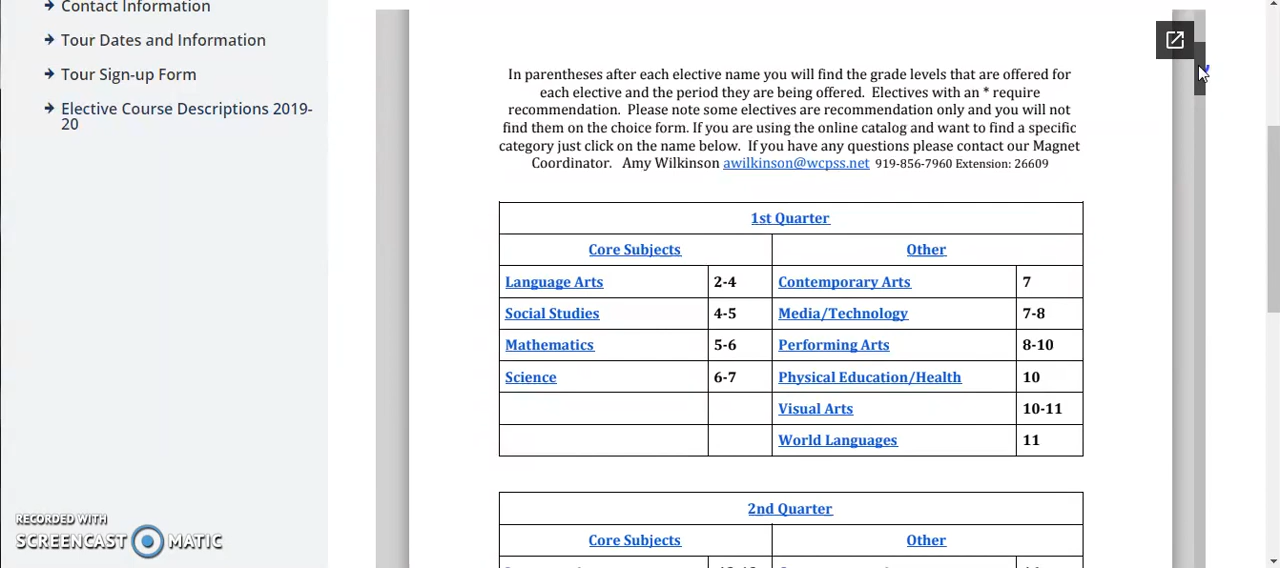 Contact Information
Tour Dates and Information
Tour Sign-up Form
Elective Course Descriptions 2019-
20
In parentheses after each elective name you will find the grade levels that are offered for
each elective and the period they are being offered. Electives with an * require
recommendation. Please note some electives are recommendation only and you will not
find them on the choice form. If you are using the online catalog and want to find a specific
category just click on the name below. If you have any questions please contact our Magnet
Coordinator. Amy Wilkinson awilkinson@wcpss.net 919-856-7960 Extension: 26609
1st Quarter
Core Subjects Other
Language Arts 2-4 Contemporary Arts 7
Social Studies 4-5 Media/Technology 7-8
Mathematics 5-6 Performing Arts 8-10
Science 6-7 Physical Education/Health 10
Visual Arts 10-11
World Languages 11
2nd Quarter
Core Subjects Other
RECORDED WITH
SCREENCAST MATIC